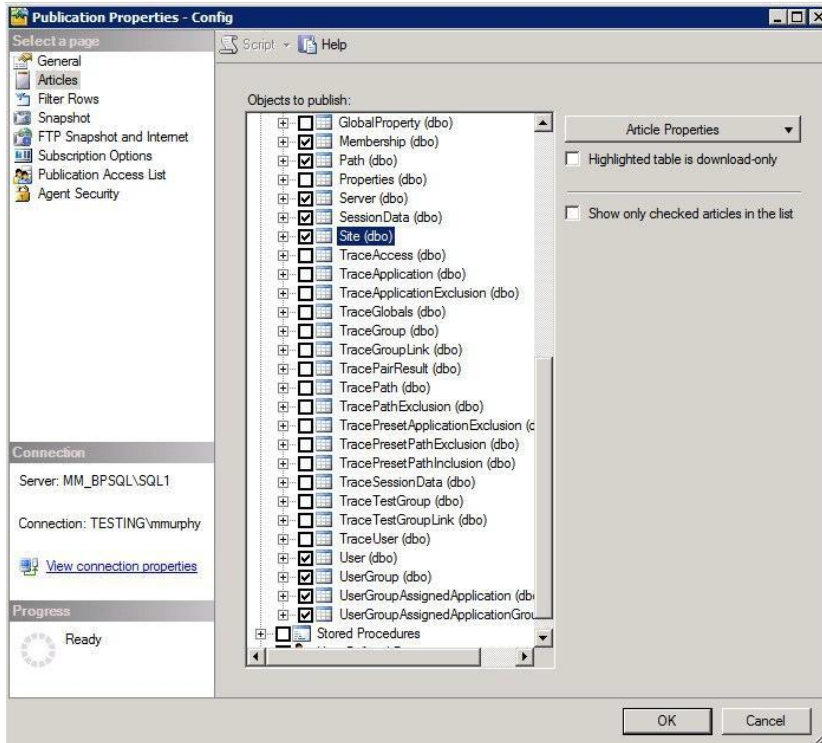 Publication Properties - Config
Select a page
General
Articles
Filter Rows
Snapshot
FTP Snapshot and Internet
Subscription Options
Publication Access List
Agent Security
Connection
Server: MM_BPSQL\SQL1
Connection: TESTING\mmurphy
View connection properties
Progress
Ready
Script
Help
Objects to publish:
GlobalProperty (dbo)
Membership (dbo)
Path (dbo)
Properties (dbo)
Server (dbo)
SessionData (dbo)
Site (dbo)
TraceAccess (dbo)
TraceApplication (dbo)
TraceApplicationExclusion (dbo)
TraceGlobals (dbo)
TraceGroup (dbo)
TraceGroupLink (dbo)
TracePairResult (dbo)
TracePath (dbo)
TracePathExclusion (dbo)
TracePresetApplicationExclusion (d
TracePresetPathExclusion (dbo)
TracePresetPathInclusion (dbo)
TraceSessionData (dbo)
TraceTestGroup (dbo)
TraceTestGroupLink (dbo)
TraceUser (dbo)
User (dbo)
UserGroup (dbo)
UserGroupAssignedApplication (db
UserGroupAssignedApplicationGrou
Stored Procedures
Article Properties
Highlighted table is download-only
Show only checked articles in the list
OK
Cancel